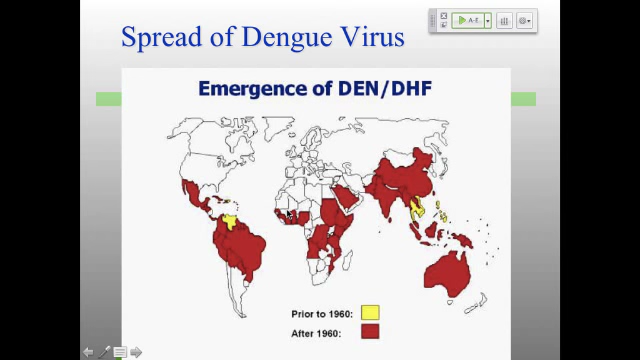 Spread of Dengue Virus
Emergence of DEN/DHF
Prior to 1960:
After 1960: